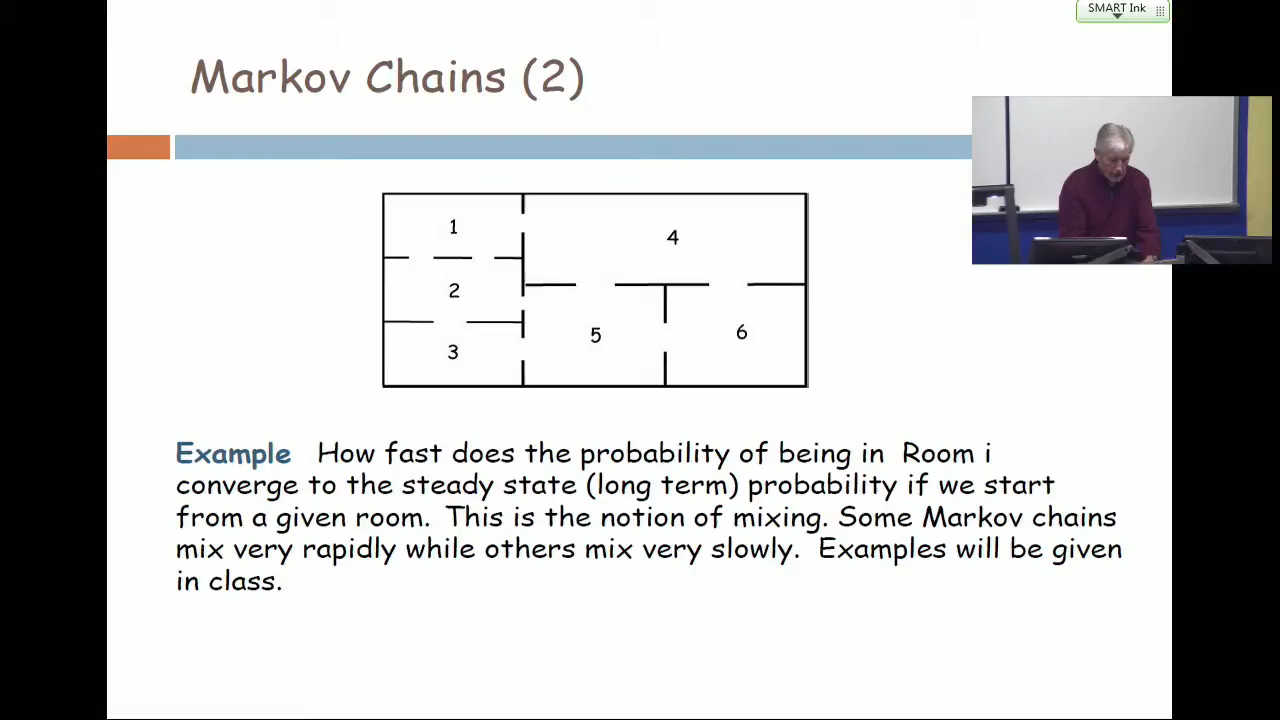 SMART Ink
Markov Chains (2)
1
4
2
5
6
3
Example How fast does the probability of being in Room i
converge to the steady state (long term) probability if we start
from a given room. This is the notion of mixing. Some Markov chains
mix very rapidly while others mix very slowly. Examples will be given
in class.